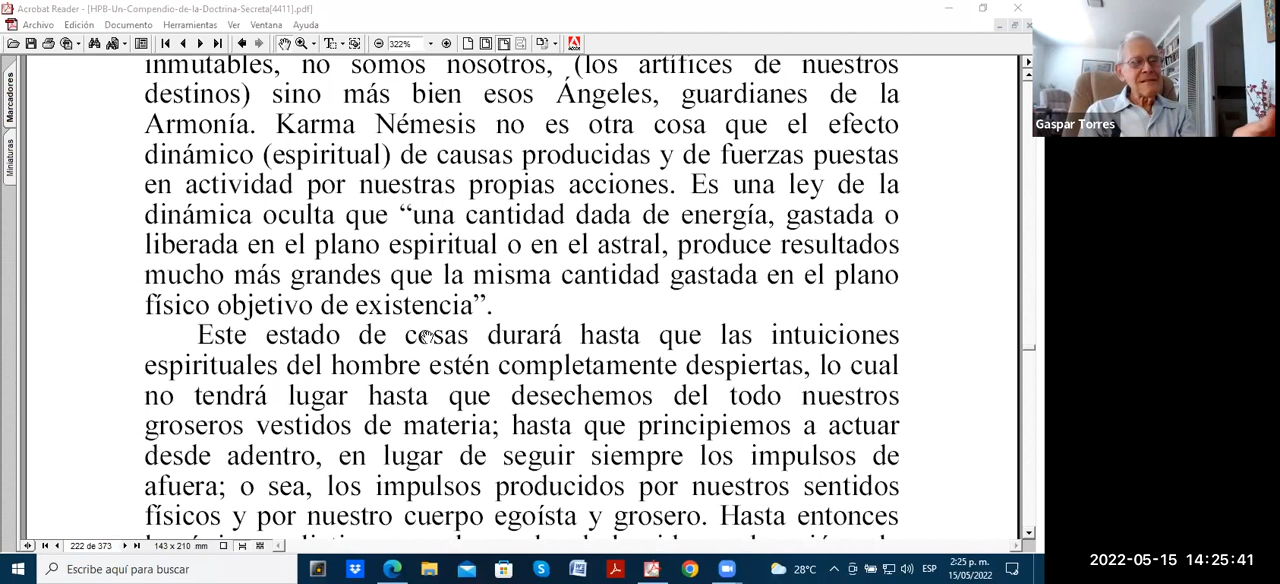 Acrobat Reader - [HPB-Un-Compendio-de-la-Doctrina-Secreta[4411].pdf]
Archivo Edición Documento Herramientas Ver Ventana Ayuda
322%
Marcadores
Miniaturas
inmutables, no somos nosotros, (los artífices de nuestros
destinos) sino más bien esos Ángeles, guardianes de la
Armonía. Karma Némesis no es otra cosa que el efecto
dinámico (espiritual) de causas producidas y de fuerzas puestas
en actividad por nuestras propias acciones. Es una ley de la
dinámica oculta que “una cantidad dada de energía, gastada o
liberada en el plano espiritual o en el astral, produce resultados
mucho más grandes que la misma cantidad gastada en el plano
físico objetivo de existencia”.
Este estado de cosas durará hasta que las intuiciones
espirituales del hombre estén completamente despiertas, lo cual
no tendrá lugar hasta que desechemos del todo nuestros
groseros vestidos de materia; hasta que principiemos a actuar
desde adentro, en lugar de seguir siempre los impulsos de
afuera; o sea, los impulsos producidos por nuestros sentidos
físicos y por nuestro cuerpo egoísta y grosero. Hasta entonces
Gaspar Torres
222 de 373
143 x 210 mm
Escribe aquí para buscar
28°C
ESP
2:25 p. m.
15/05/2022
2022-05-15 14:25:41